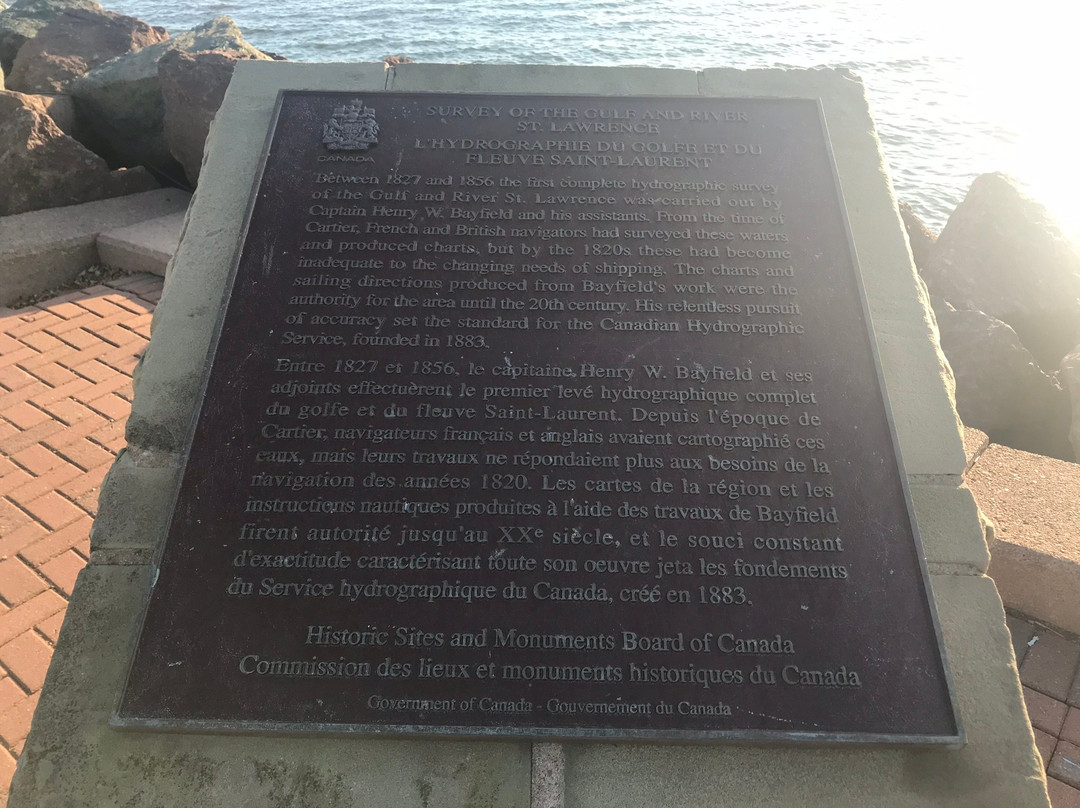 CANADA
SURVEY OF THE GULF AND RIVER
ST. LAWRENCE
L'HYDROGRAPHIE DU GOLFE ET DU
FLEUVE SAINT-LAURENT
Between 1827 and 1856 the first complete hydrographic survey
of the Gulf and River St. Lawrence was carried out by
Captain Henry W. Bayfield and his assistants. From the time of
Cartier, French and British navigators had surveyed these waters
and produced charts, but by the 1820s these had become
inadequate to the changing needs of shipping. The charts and
sailing directions produced from Bayfield's work were the
authority for the area until the 20th century. His relentless pursuit
of accuracy set the standard for the Canadian Hydrographic
Service, founded in 1883.
Entre 1827 et 1856, le capitaine Henry W. Bayfield et ses
adjoints effectuèrent le premier levé hydrographique complet
du golfe et du fleuve Saint-Laurent. Depuis l'époque de
Cartier, navigateurs français et anglais avaient cartographié ces
eaux, mais leurs travaux ne répondaient plus aux besoins de la
navigation des années 1820. Les cartes de la région et les
instructions nautiques produites à l'aide des travaux de Bayfield
firent autorité jusqu'au XXe siècle, et le souci constant
d'exactitude caractérisant toute son oeuvre jeta les fondements
du Service hydrographique du Canada, créé en 1883.
Historic Sites and Monuments Board of Canada
Commission des lieux et monuments historiques du Canada
Government of Canada - Gouvernement du Canada